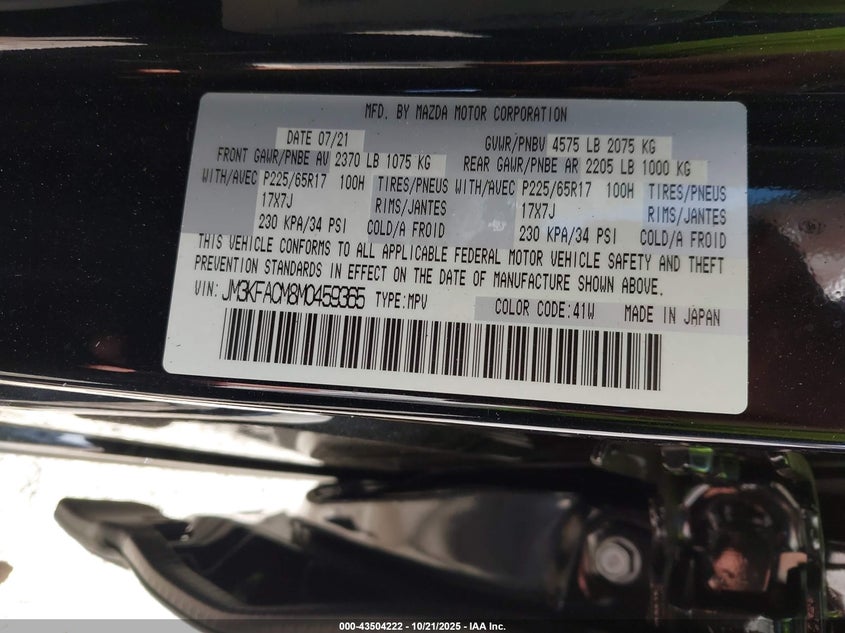 MFD. BY MAZDA MOTOR CORPORATION
DATE 07/21 GVWR/PNBV 4575 LB 2075 KG
FRONT GAWR/PNBE AV 2370 LB 1075 KG REAR GAWR/PNBE AR 2205 LB 1000 KG
WITH/AVEC P225/65R17 100H TIRES/PNEUS WITH/AVEC P225/65R17 100H TIRES/PNEUS
17X7J RIMS/JANTES 17X7J RIMS/JANTES
230 KPA/34 PSI COLD/A FROID 230 KPA/34 PSI COLD/A FROID
THIS VEHICLE CONFORMS TO ALL APPLICABLE FEDERAL MOTOR VEHICLE SAFETY AND THEFT
PREVENTION STANDARDS IN EFFECT ON THE DATE OF MANUFACTURE SHOWN ABOVE.
VIN: JM3KFACM8M0459365 TYPE:MPV COLOR CODE:41W MADE IN JAPAN
000-43504222 - 10/21/2025 - IAA Inc.